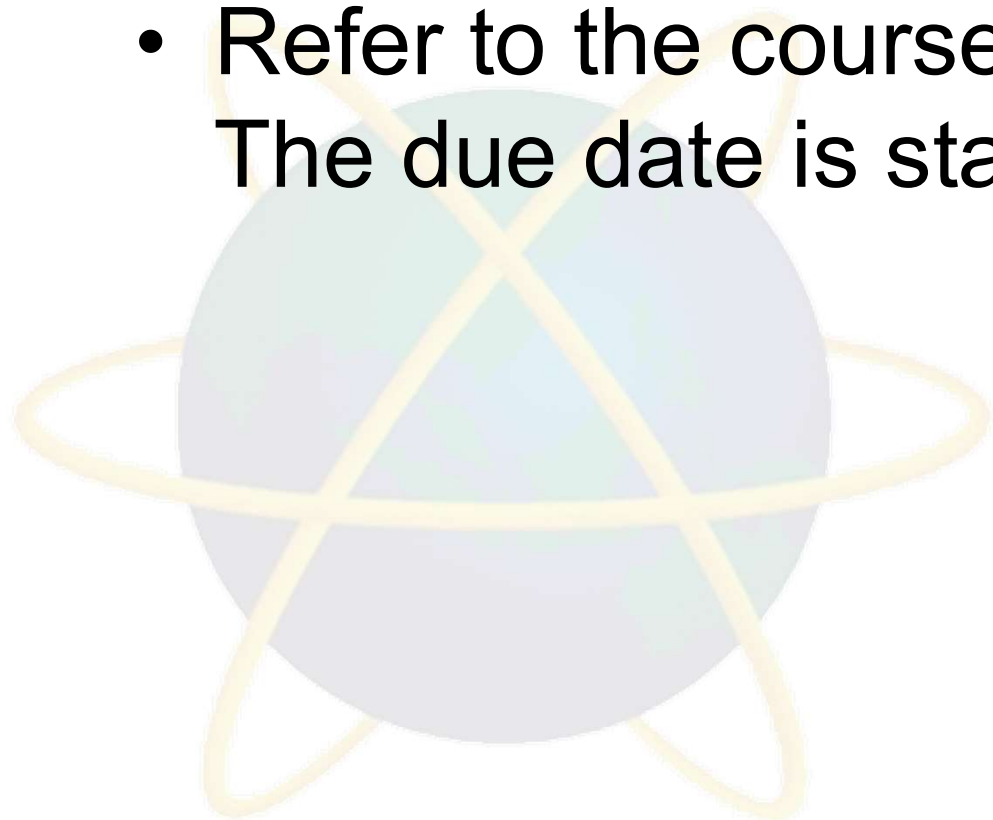 • Refer to the course
The due date is sta